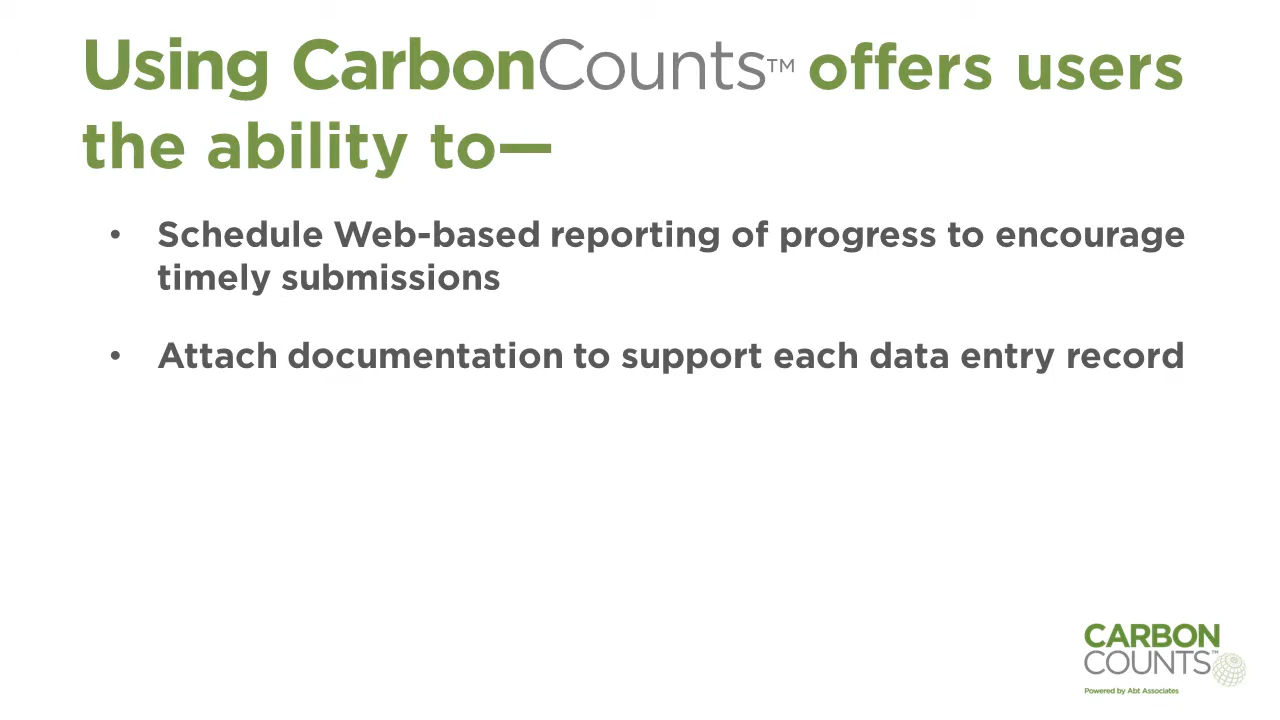 Using CarbonCounts™ offers users
the ability to—
• Schedule Web-based reporting of progress to encourage
timely submissions
• Attach documentation to support each data entry record
CARBON
COUNTS™
Powered by Abt Associates